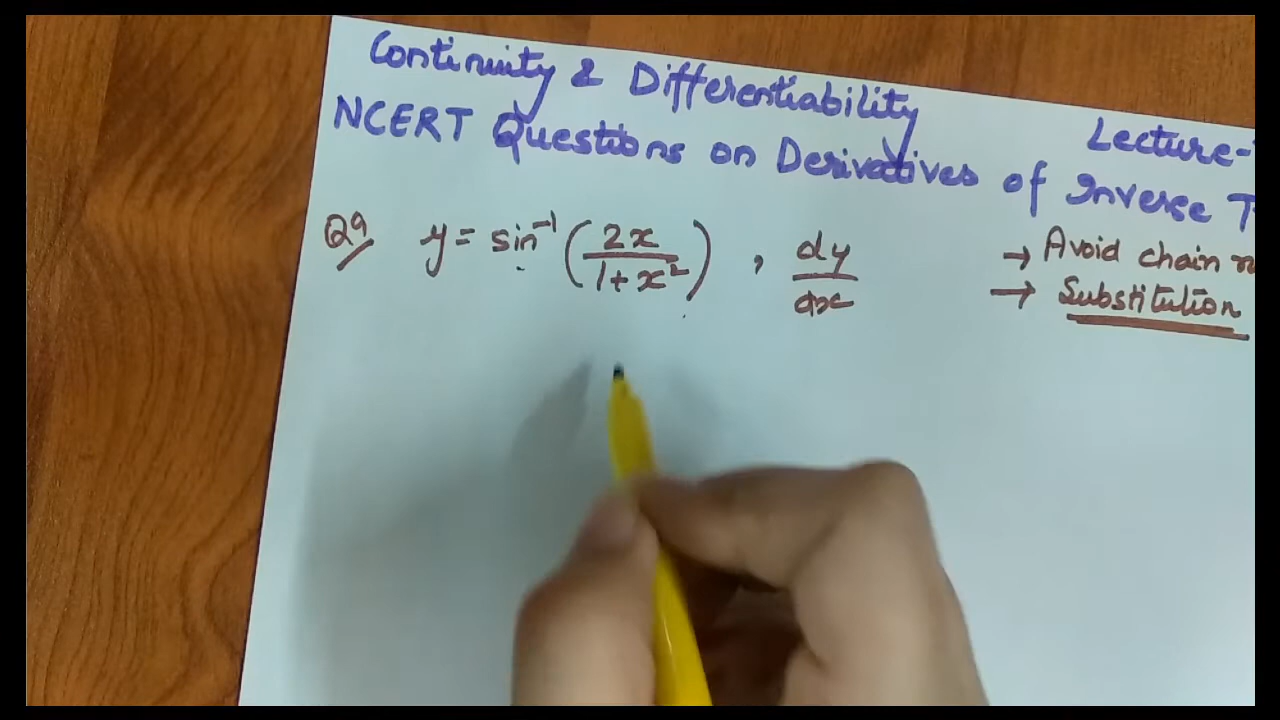 Continuity & Differentiability
Lecture-
NCERT Questions on Derivatives of Inverse T
Q9 y = sin⁻¹ (2x / 1+x²) , dy/dx
→ Avoid chain
→ Substitution